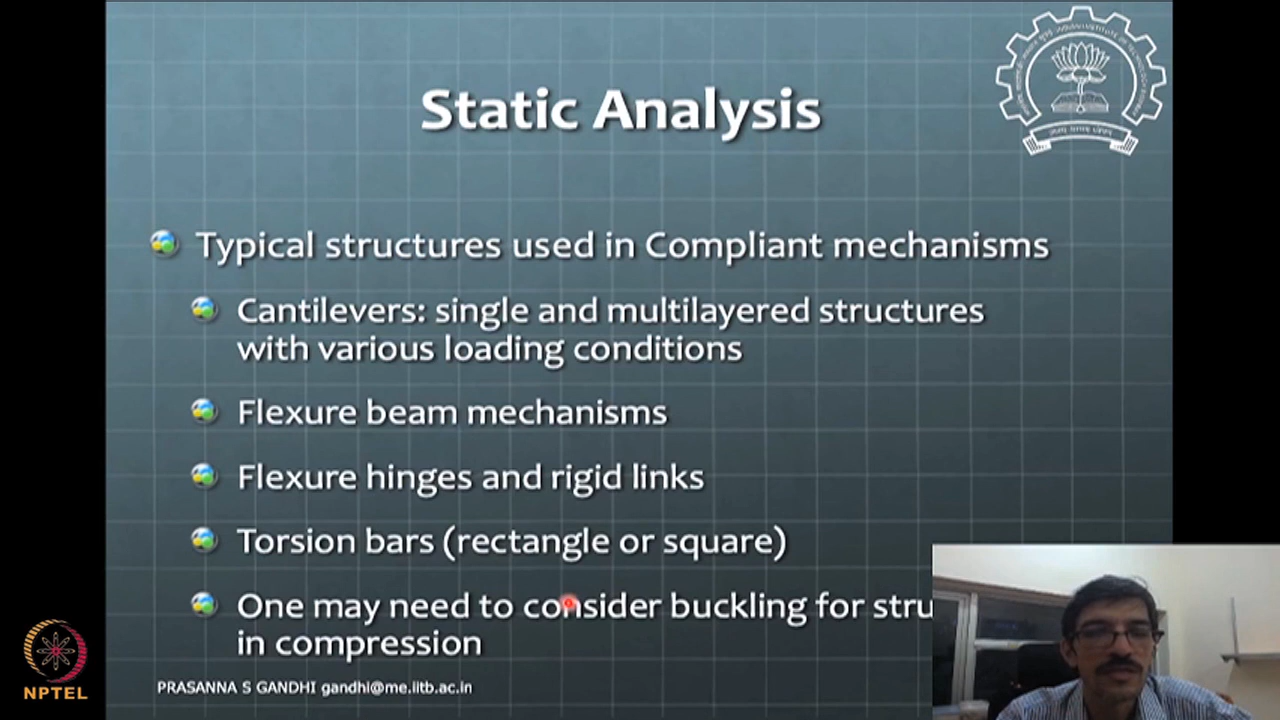 Static Analysis
Typical structures used in Compliant mechanisms
Cantilevers: single and multilayered structures
with various loading conditions
Flexure beam mechanisms
Flexure hinges and rigid links
Torsion bars (rectangle or square)
One may need to consider buckling for stru
in compression
PRASANNA S GANDHI gandhi@me.iitb.ac.in
NPTEL